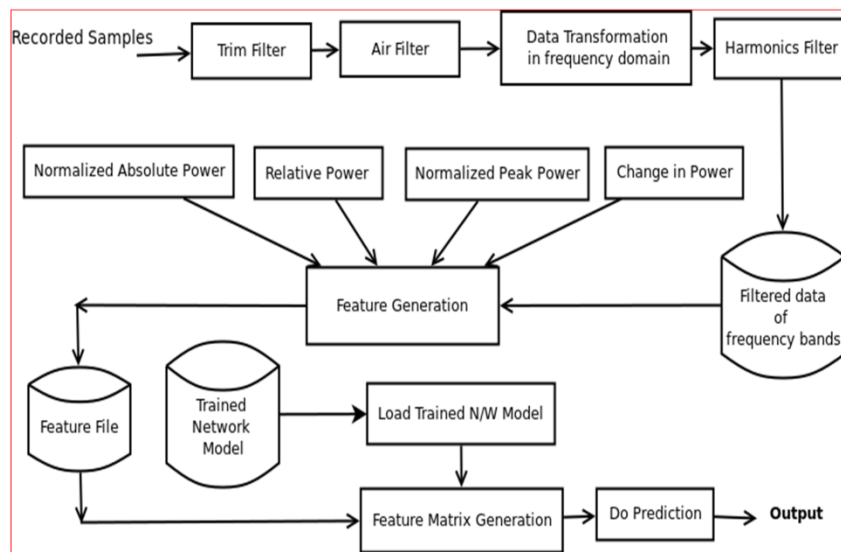 Recorded Samples
Trim Filter
Air Filter
Data Transformation
in frequency domain
Harmonics Filter
Normalized Absolute Power
Relative Power
Normalized Peak Power
Change in Power
Feature Generation
Filtered data
of
frequency bands
Feature File
Trained
Network
Model
Load Trained N/W Model
Feature Matrix Generation
Do Prediction
Output